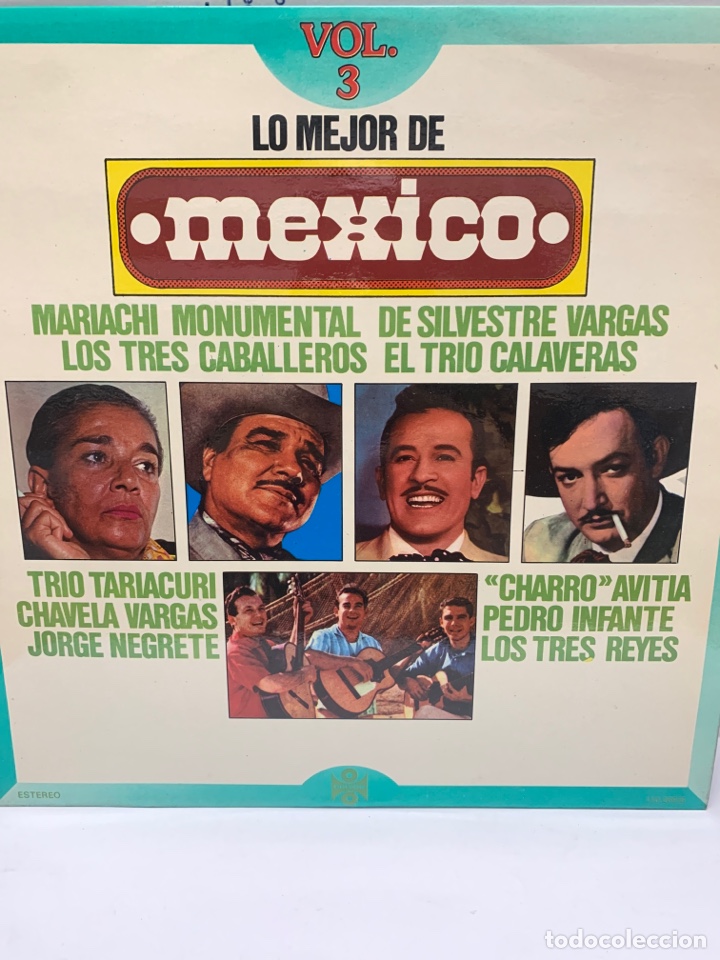 VOL.
3
LO MEJOR DE
•mexico•
MARIACHI MONUMENTAL DE SILVESTRE VARGAS
LOS TRES CABALLEROS EL TRIO CALAVERAS
TRIO TARIACURI
CHAVELA VARGAS
JORGE NEGRETE
«CHARRO» AVITIA
PEDRO INFANTE
LOS TRES REYES
ESTEREO
todocoleccion